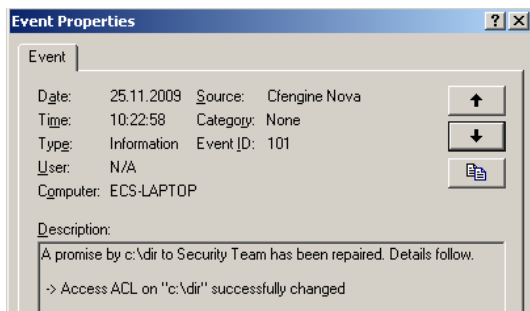 Event Properties
Event
Date: 25.11.2009 Source: Cfengine Nova
Time: 10:22:58 Category: None
Type: Information Event ID: 101
User: N/A
Computer: ECS-LAPTOP
Description:
A promise by c:\dir to Security Team has been repaired. Details follow.
-> Access ACL on "c:\dir" successfully changed